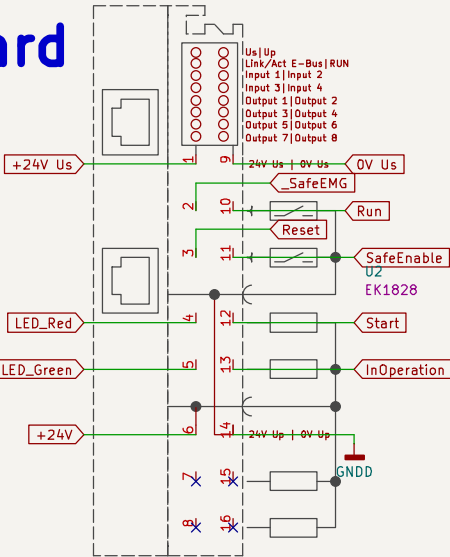 ard
Us|Up
Link/Act E-Bus|RUN
Input 1|Input 2
Input 3|Input 4
Output 1|Output 2
Output 3|Output 4
Output 5|Output 6
Output 7|Output 8
+24V Us
1
9
24V Us | 0V Us
0V Us
_SafeEMG
2
10
Run
Reset
3
11
SafeEnable
U2
EK1828
LED_Red
4
12
Start
LED_Green
5
13
InOperation
+24V
6
14
24V Up | 0V Up
GNDD
7
15
8
16